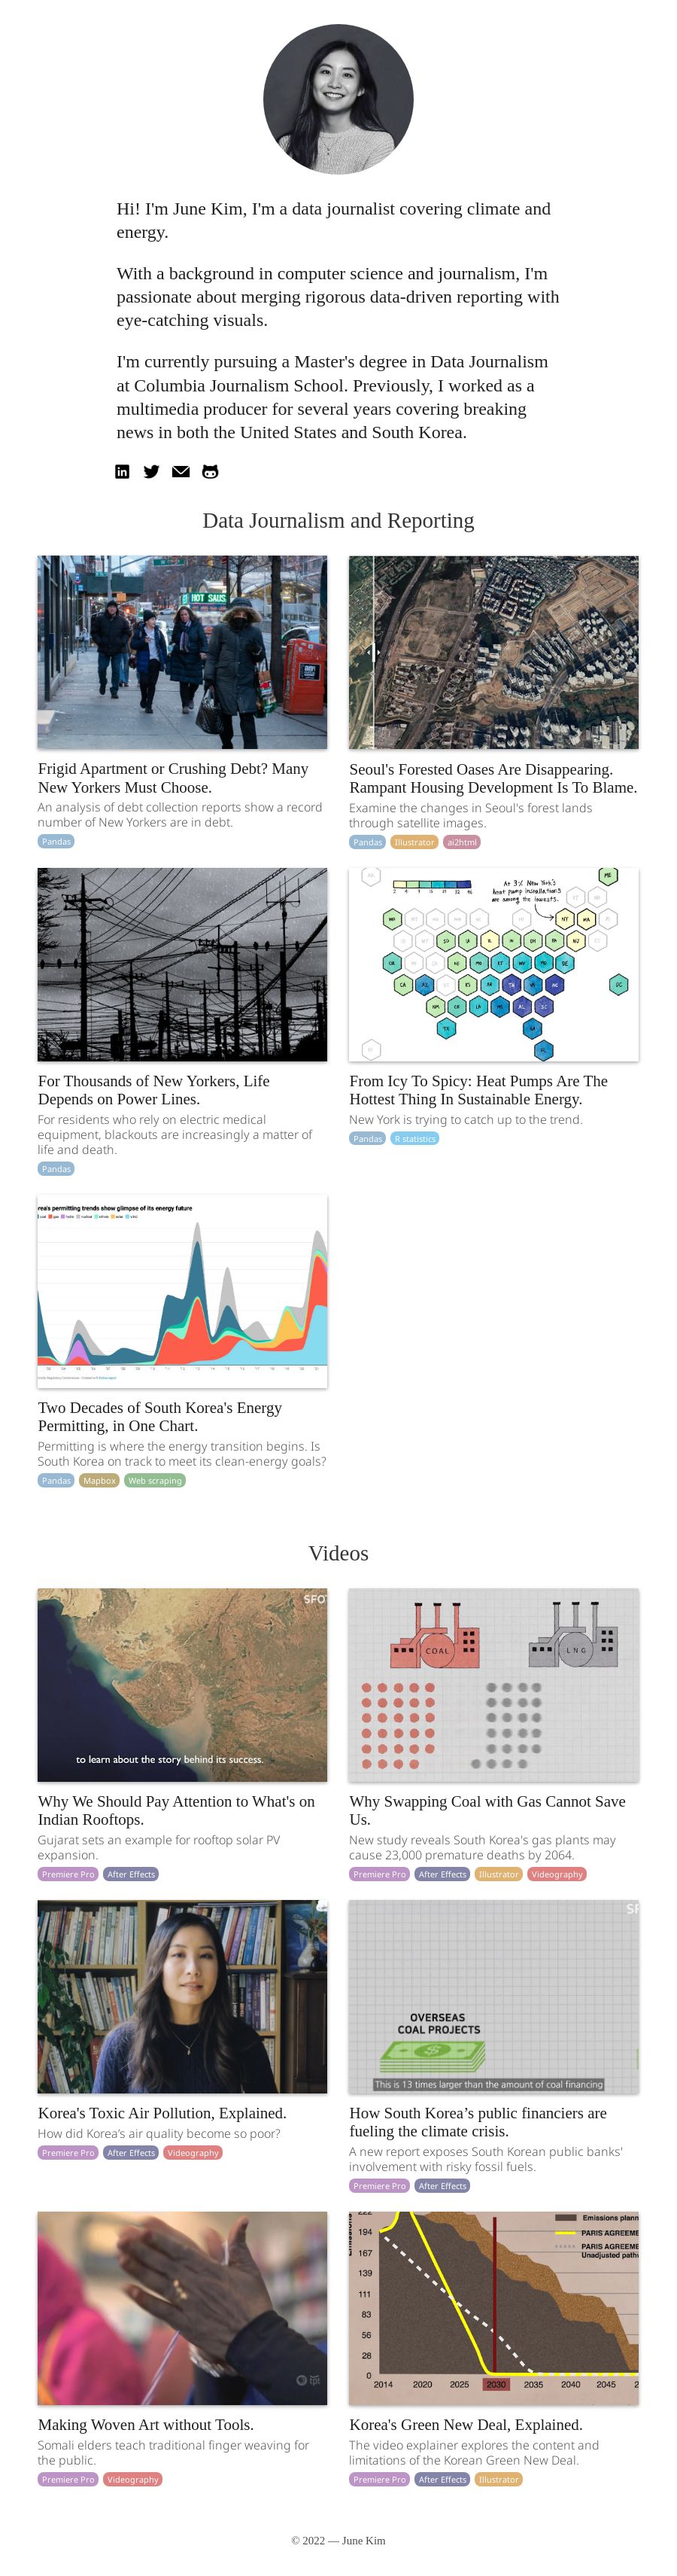 Hi! I'm June Kim, I'm a data journalist covering climate and
energy.
With a background in computer science and journalism, I'm
passionate about merging rigorous data-driven reporting with
eye-catching visuals.
I'm currently pursuing a Master's degree in Data Journalism
at Columbia Journalism School. Previously, I worked as a
multimedia producer for several years covering breaking
news in both the United States and South Korea.
Data Journalism and Reporting
HOT SAUS
Frigid Apartment or Crushing Debt? Many
New Yorkers Must Choose.
An analysis of debt collection reports show a record
number of New Yorkers are in debt.
Pandas
Seoul's Forested Oases Are Disappearing.
Rampant Housing Development Is To Blame.
Examine the changes in Seoul's forest lands
through satellite images.
Pandas Illustrator ai2html
For Thousands of New Yorkers, Life
Depends on Power Lines.
For residents who rely on electric medical
equipment, blackouts are increasingly a matter of
life and death.
Pandas
At 3% New York's
heat pump installations
are among the lowests.
From Icy To Spicy: Heat Pumps Are The
Hottest Thing In Sustainable Energy.
New York is trying to catch up to the trend.
Pandas R statistics
rea's permitting trends show glimpse of its energy future
Two Decades of South Korea's Energy
Permitting, in One Chart.
Permitting is where the energy transition begins. Is
South Korea on track to meet its clean-energy goals?
Pandas Mapbox Web scraping
Videos
to learn about the story behind its success.
Why We Should Pay Attention to What's on
Indian Rooftops.
Gujarat sets an example for rooftop solar PV
expansion.
Premiere Pro After Effects
COAL
LNG
Why Swapping Coal with Gas Cannot Save
Us.
New study reveals South Korea's gas plants may
cause 23,000 premature deaths by 2064.
Premiere Pro After Effects Illustrator Videography
Korea's Toxic Air Pollution, Explained.
How did Korea's air quality become so poor?
Premiere Pro After Effects Videography
OVERSEAS
COAL PROJECTS
This is 13 times larger than the amount of coal financing
How South Korea’s public financiers are
fueling the climate crisis.
A new report exposes South Korean public banks'
involvement with risky fossil fuels.
Premiere Pro After Effects
Making Woven Art without Tools.
Somali elders teach traditional finger weaving for
the public.
Premiere Pro Videography
222
194
167
139
111
83
56
28
0
2014 2020 2025 2030 2035 2040 2045
Emissions plann
PARIS AGREEME
PARIS AGREEME
Unadjusted path
Korea's Green New Deal, Explained.
The video explainer explores the content and
limitations of the Korean Green New Deal.
Premiere Pro After Effects Illustrator
© 2022 — June Kim